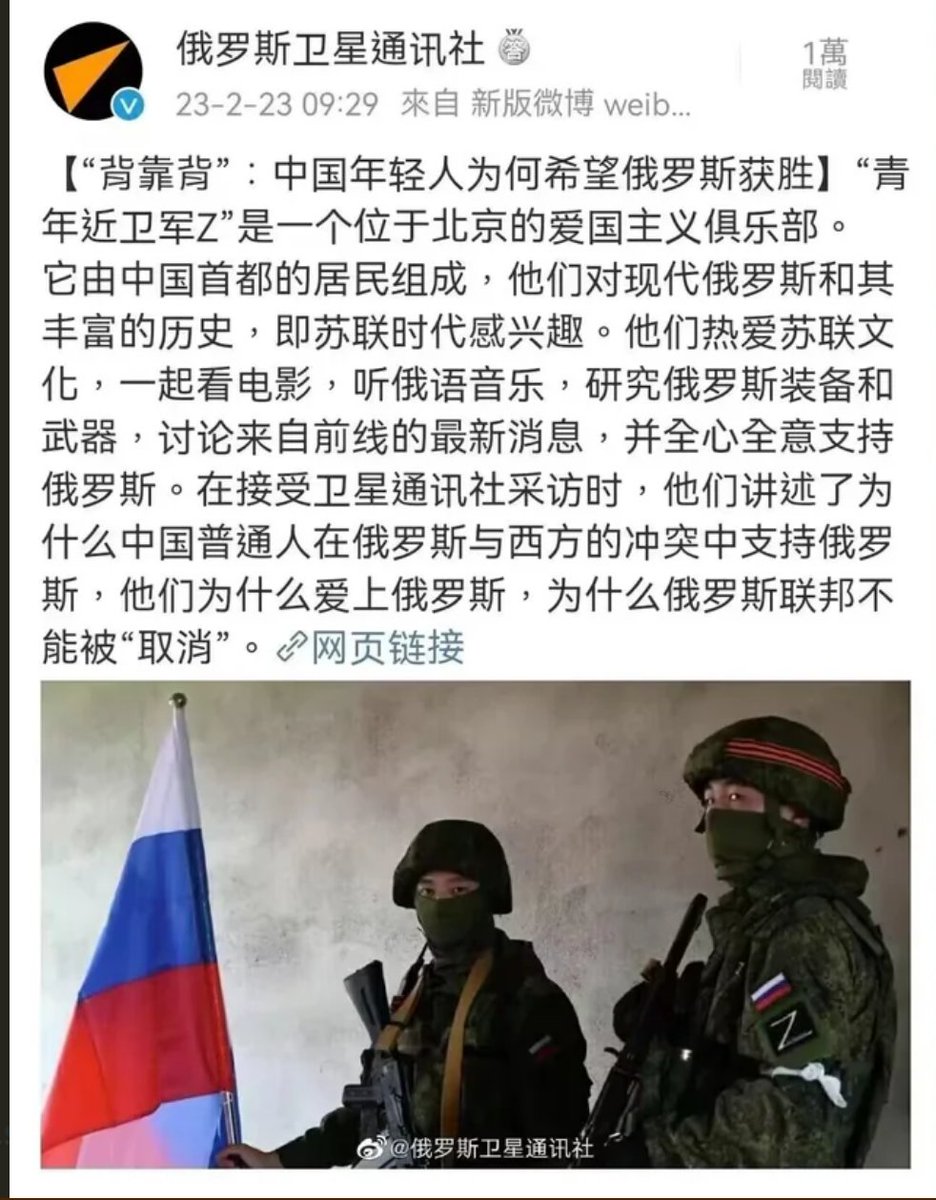 俄罗斯卫星通讯社
1萬
閱讀
23-2-23 09:29 來自 新版微博 weib...
【“背靠背”：中国年轻人为何希望俄罗斯获胜】“青
年近卫军Z”是一个位于北京的爱国主义俱乐部。
它由中国首都的居民组成，他们对现代俄罗斯和其
丰富的历史，即苏联时代感兴趣。他们热爱苏联文
化，一起看电影，听俄语音乐，研究俄罗斯装备和
武器，讨论来自前线的最新消息，并全心全意支持
俄罗斯。在接受卫星通讯社采访时，他们讲述了为
什么中国普通人在俄罗斯与西方的冲突中支持俄罗
斯，他们为什么爱上俄罗斯，为什么俄罗斯联邦不
能被“取消”。网页链接
Z
@俄罗斯卫星通讯社